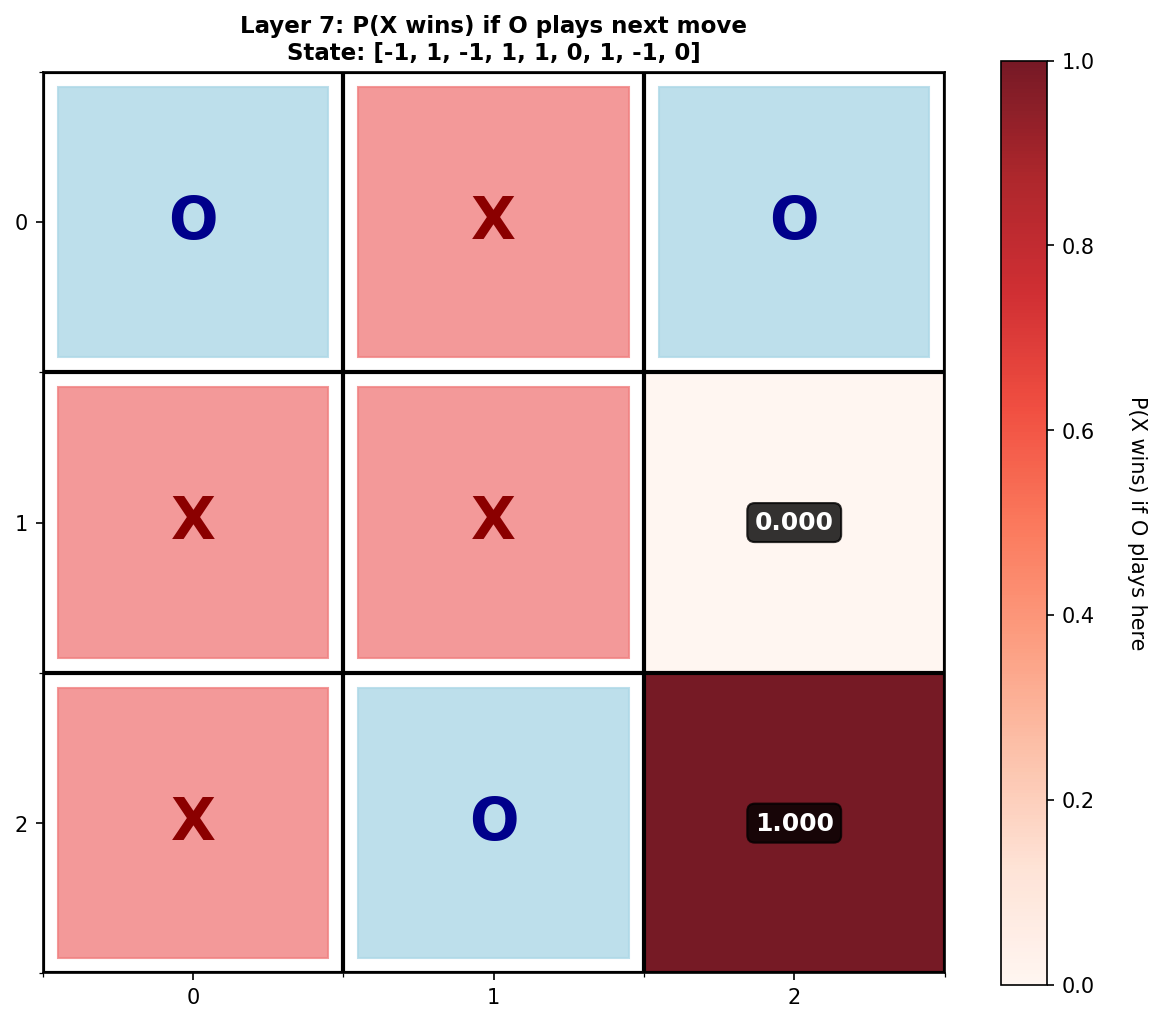 Layer 7: P(X wins) if O plays next move
State: [-1, 1, -1, 1, 1, 0, 1, -1, 0]
O X O
X X 0.000
X O 1.000
0
1
2
0 1 2
1.0
0.8
0.6
0.4
0.2
0.0
P(X wins) if O plays here